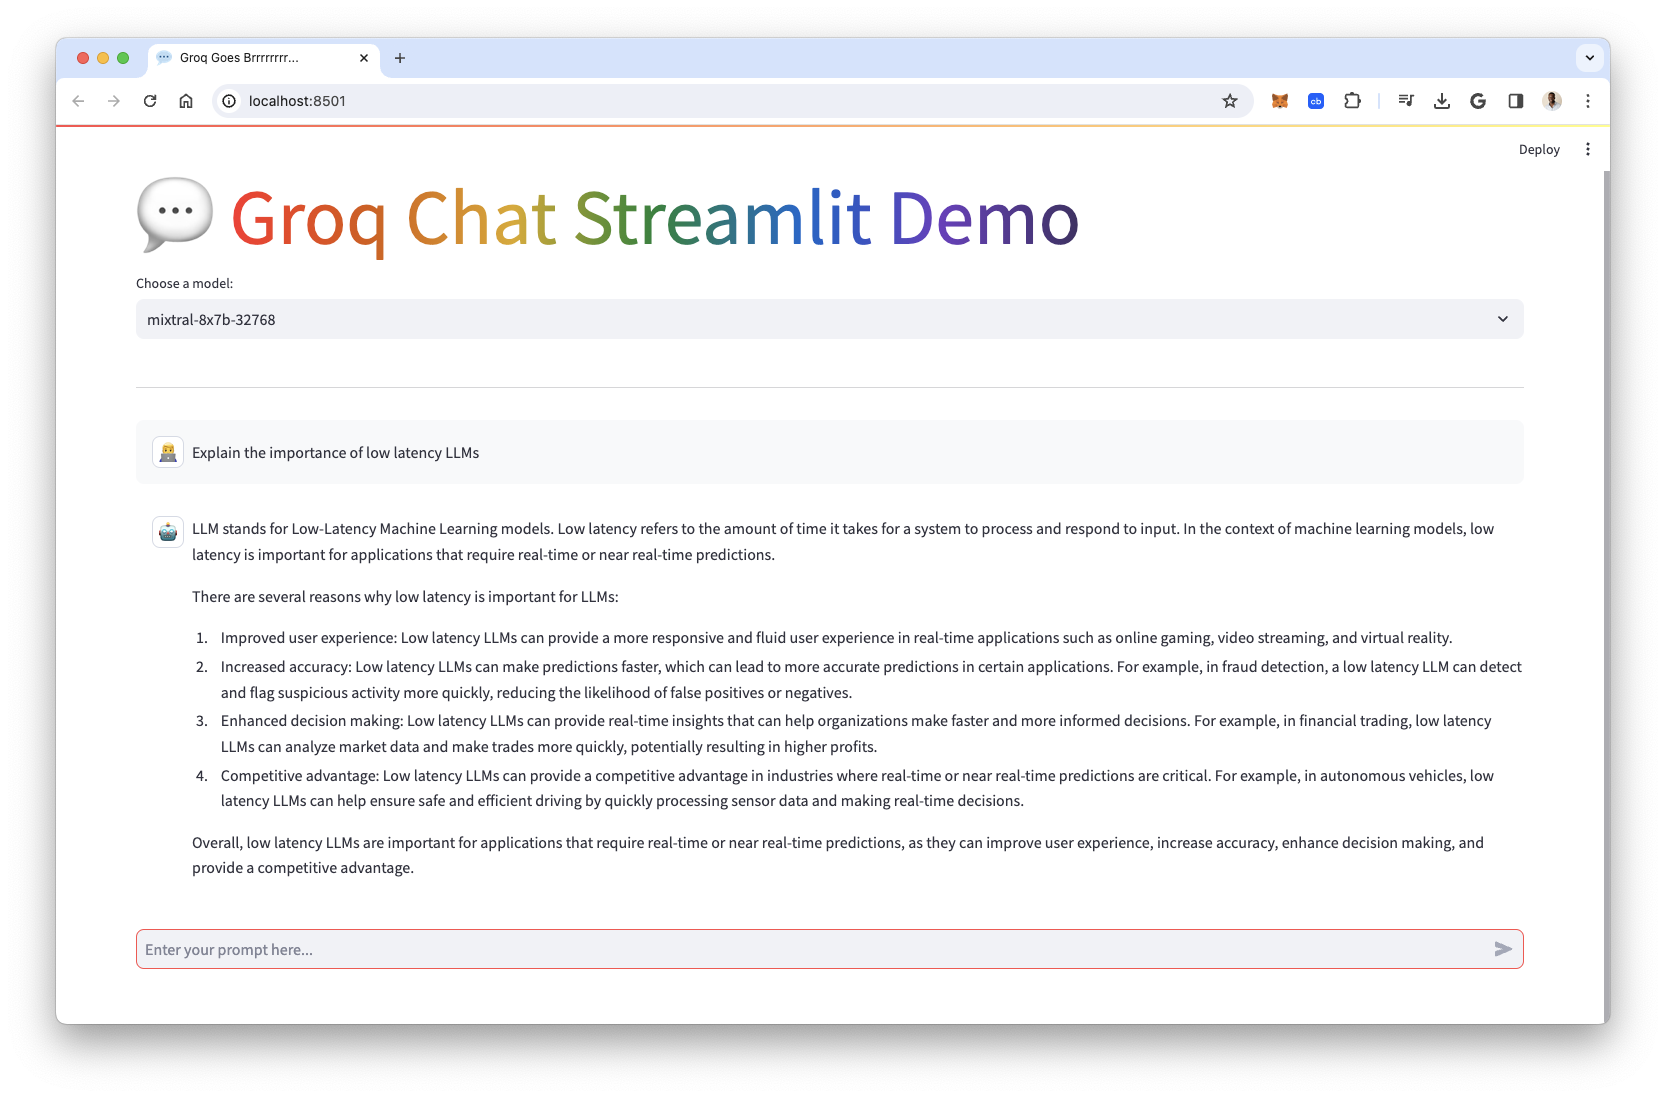 Groq Goes Brrrrrrrr...
localhost:8501
cb
Deploy
Groq Chat Streamlit Demo
Choose a model:
mixtral-8x7b-32768
Explain the importance of low latency LLMs
LLM stands for Low-Latency Machine Learning models. Low latency refers to the amount of time it takes for a system to process and respond to input. In the context of machine learning models, low
latency is important for applications that require real-time or near real-time predictions.
There are several reasons why low latency is important for LLMs:
1. Improved user experience: Low latency LLMs can provide a more responsive and fluid user experience in real-time applications such as online gaming, video streaming, and virtual reality.
2. Increased accuracy: Low latency LLMs can make predictions faster, which can lead to more accurate predictions in certain applications. For example, in fraud detection, a low latency LLM can detect
and flag suspicious activity more quickly, reducing the likelihood of false positives or negatives.
3. Enhanced decision making: Low latency LLMs can provide real-time insights that can help organizations make faster and more informed decisions. For example, in financial trading, low latency
LLMs can analyze market data and make trades more quickly, potentially resulting in higher profits.
4. Competitive advantage: Low latency LLMs can provide a competitive advantage in industries where real-time or near real-time predictions are critical. For example, in autonomous vehicles, low
latency LLMs can help ensure safe and efficient driving by quickly processing sensor data and making real-time decisions.
Overall, low latency LLMs are important for applications that require real-time or near real-time predictions, as they can improve user experience, increase accuracy, enhance decision making, and
provide a competitive advantage.
Enter your prompt here...